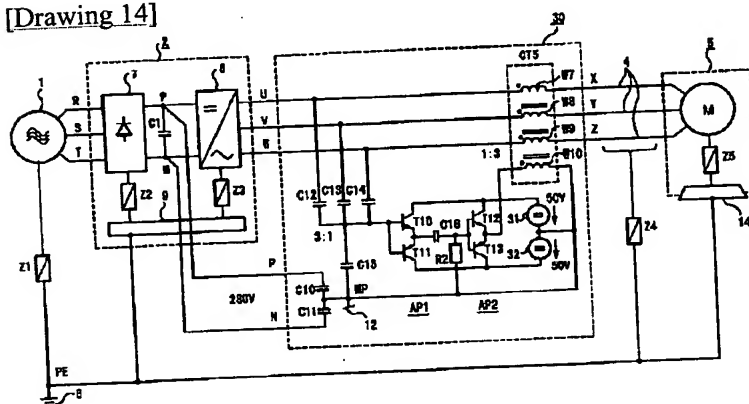 [Drawing 14]
30
2
CT5
5
1
7
6
W7
X
4
R
P
U
W8
Y
S
C1
V
W9
Z
M
T
N
W
W10
1:3
Z5
Z2
9
Z3
C12
C13
C14
T10
C16
T12
31
50V
14
3:1
T11
R2
T13
32
50V
Z4
Z1
P
C15
280V
C10
MP
N
C11
12
AP1
AP2
PE
8